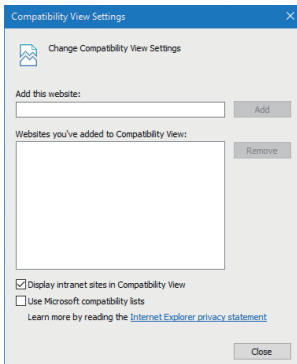 Compatibility View Settings
Change Compatibility View Settings
Add this website:
Add
Websites you've added to Compatibility View:
Remove
Display intranet sites in Compatibility View
Use Microsoft compatibility lists
Learn more by reading the Internet Explorer privacy statement
Close